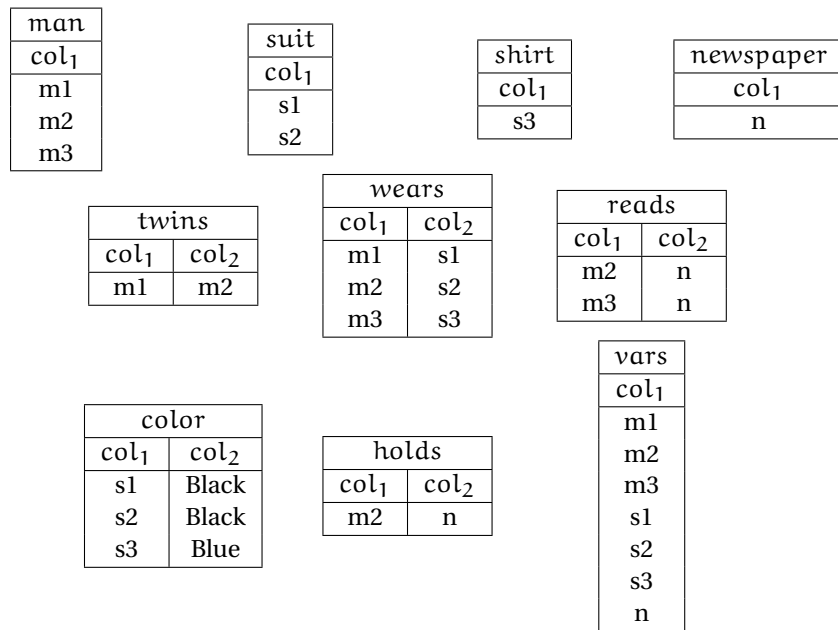 man
col₁
m1
m2
m3
suit
col₁
s1
s2
shirt
col₁
s3
newspaper
col₁
n
twins
col₁ col₂
m1 m2
wears
col₁ col₂
m1 s1
m2 s2
m3 s3
reads
col₁ col₂
m2 n
m3 n
color
col₁ col₂
s1 Black
s2 Black
s3 Blue
holds
col₁ col₂
m2 n
vars
col₁
m1
m2
m3
s1
s2
s3
n